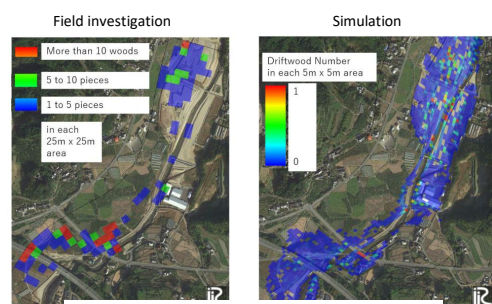 Field investigation
More than 10 woods
5 to 10 pieces
1 to 5 pieces
in each
25m x 25m
area
Simulation
Driftwood Number
in each 5m x 5m area
1
0